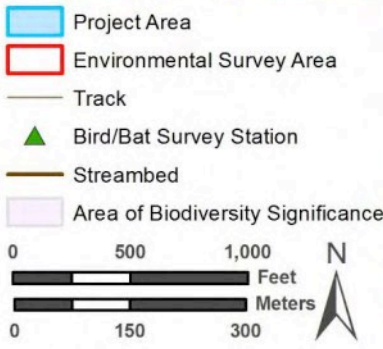 Project Area
Environmental Survey Area
Track
Bird/Bat Survey Station
Streambed
Area of Biodiversity Significance
0 500 1,000
Feet
Meters
0 150 300
N